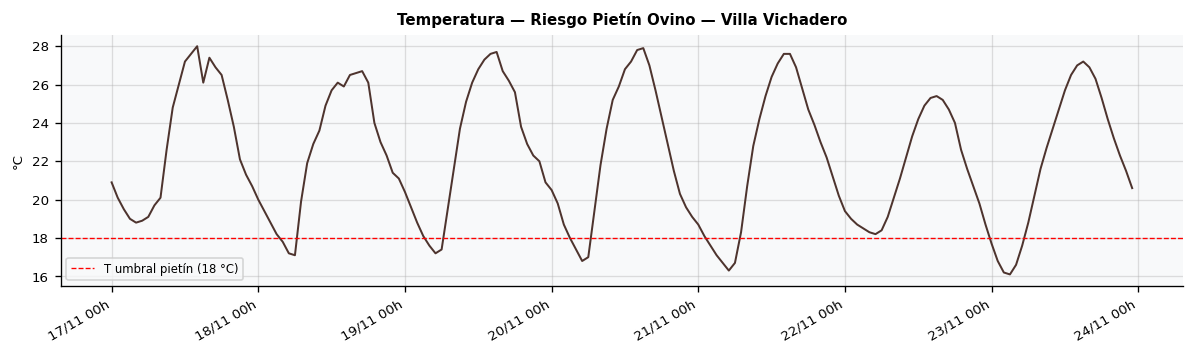 Temperatura — Riesgo Pietín Ovino — Villa Vichadero
°C
28
26
24
22
20
18
16
T umbral pietín (18 °C)
17/11 00h
18/11 00h
19/11 00h
20/11 00h
21/11 00h
22/11 00h
23/11 00h
24/11 00h